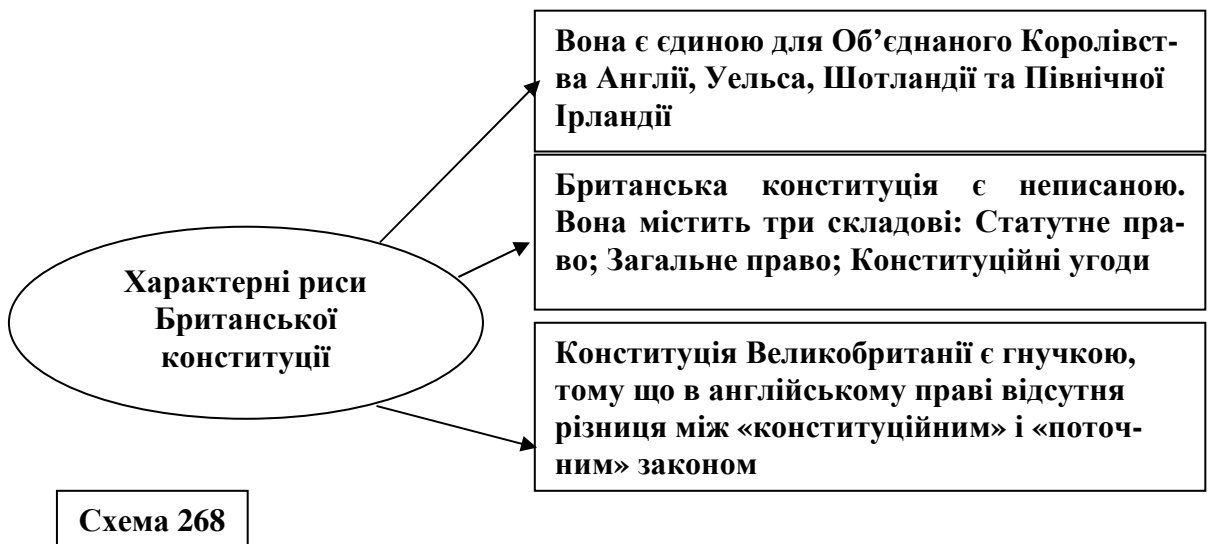 Вона є єдиною для Об’єднаного Королівст-
ва Англії, Уельса, Шотландії та Північної
Ірландії
Британська конституція є неписаною.
Вона містить три складові: Статутне пра-
во; Загальне право; Конституційні угоди
Характерні риси
Британської
конституції
Конституція Великобританії є гнучкою,
тому що в англійському праві відсутня
різниця між «конституційним» і «поточ-
ним» законом
Схема 268